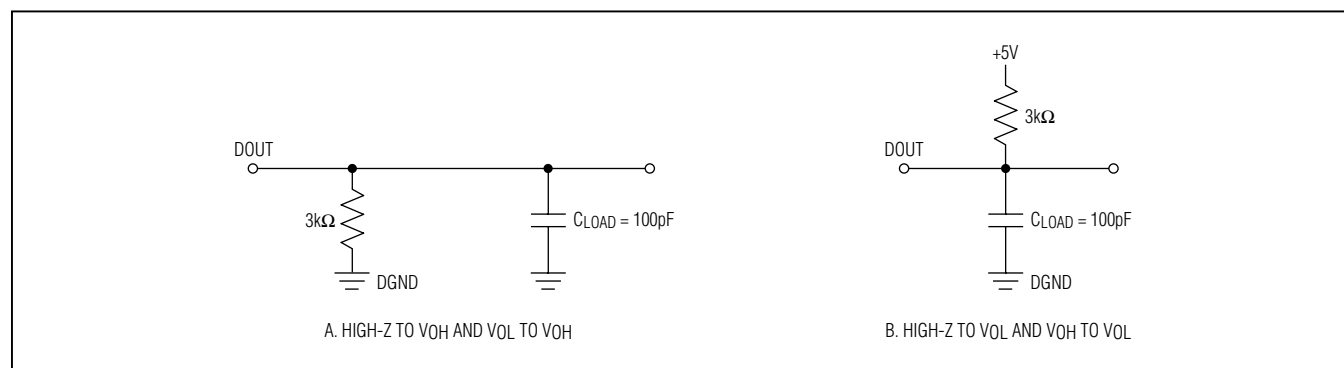 DOUT
3kΩ
CLOAD = 100pF
DGND
A. HIGH-Z TO VOH AND VOL TO VOH
+5V
3kΩ
DOUT
CLOAD = 100pF
DGND
B. HIGH-Z TO VOL AND VOH TO VOL